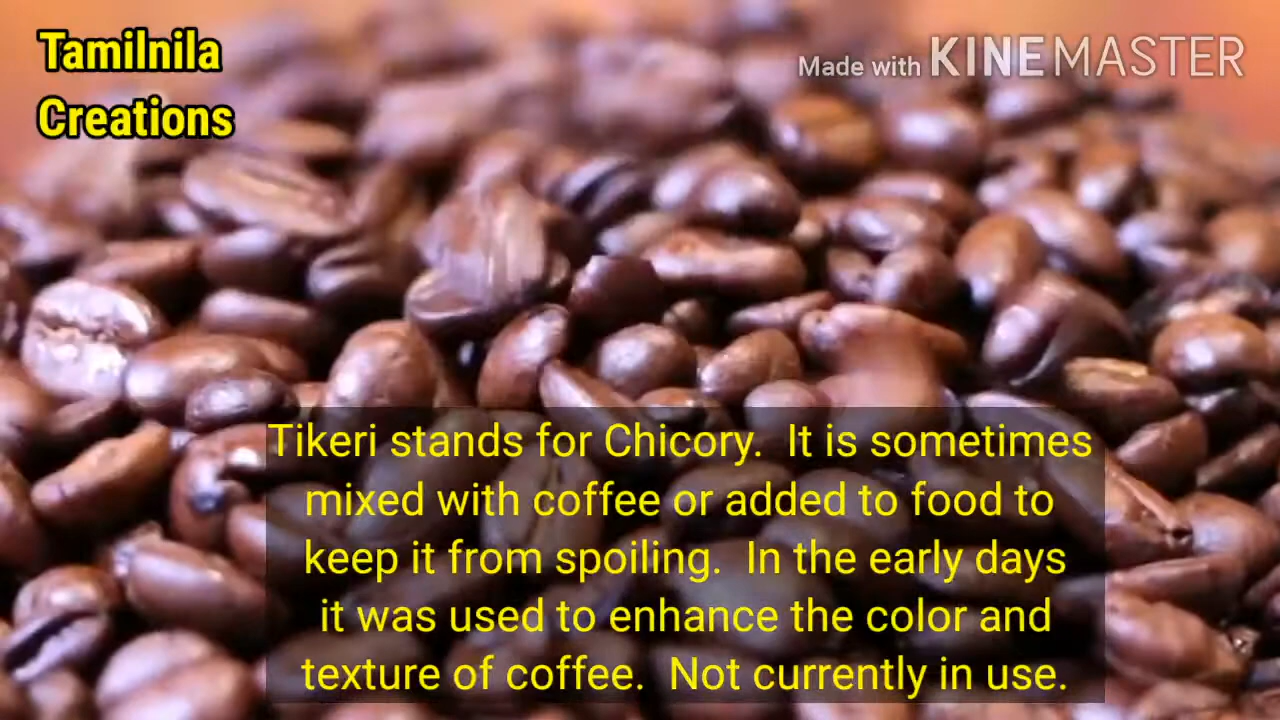 Tamilnila
Creations
Made with KINEMASTER
Tikeri stands for Chicory.  It is sometimes
mixed with coffee or added to food to
keep it from spoiling.  In the early days
it was used to enhance the color and
texture of coffee.  Not currently in use.